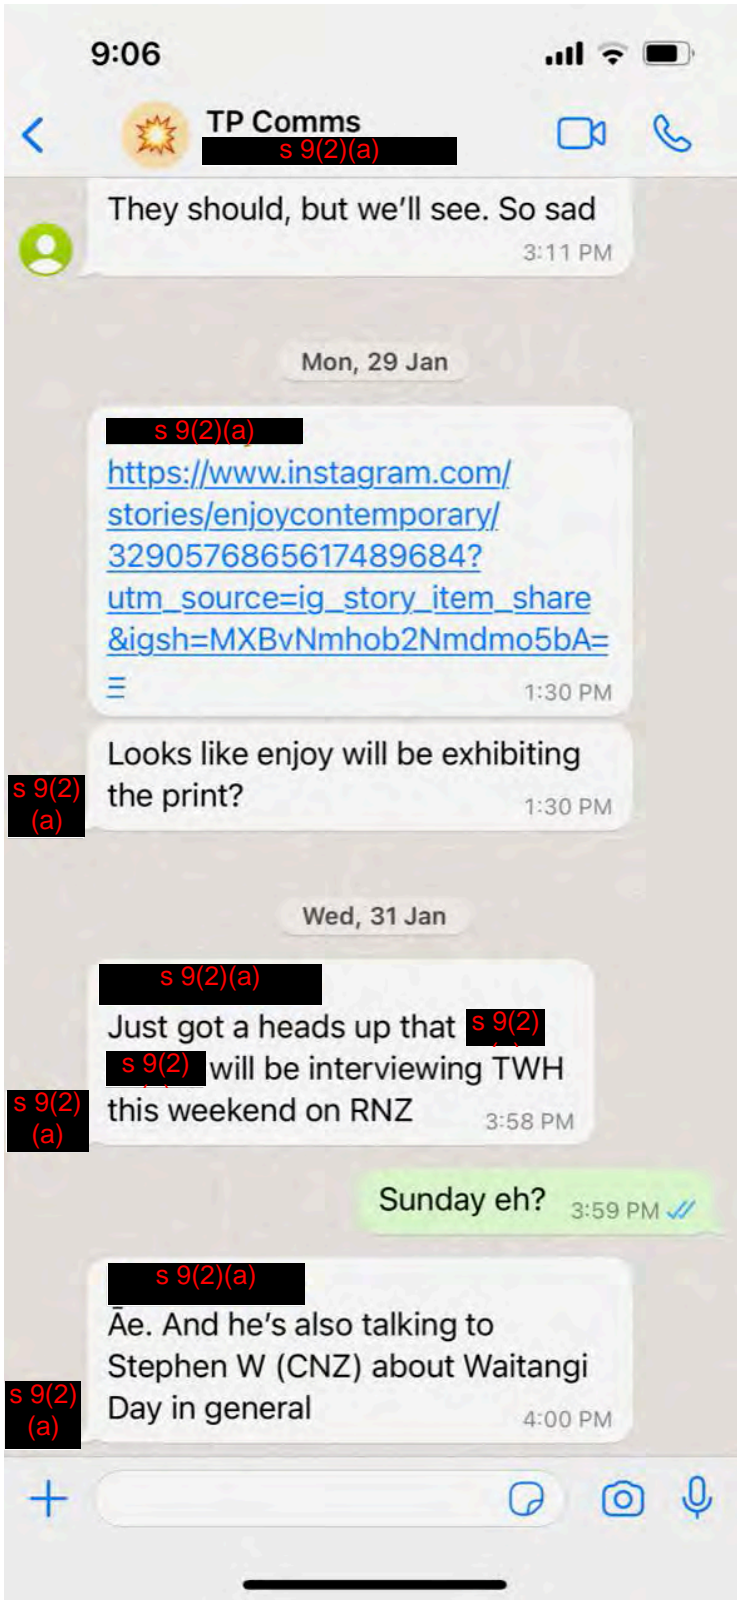 9:06
TP Comms
s 9(2)(a)
They should, but we'll see. So sad
3:11 PM
Mon, 29 Jan
s 9(2)(a)
https://www.instagram.com/
stories/enjoycontemporary/
3290576865617489684?
utm_source=ig_story_item_share
&igsh=MXBvNmhob2Nmdmo5bA=
=
1:30 PM
Looks like enjoy will be exhibiting
the print?
1:30 PM
s 9(2)
(a)
Wed, 31 Jan
s 9(2)(a)
Just got a heads up that s 9(2)
s 9(2) will be interviewing TWH
this weekend on RNZ
3:58 PM
s 9(2)
(a)
Sunday eh? 3:59 PM
s 9(2)(a)
Āe. And he's also talking to
Stephen W (CNZ) about Waitangi
Day in general
4:00 PM
s 9(2)
(a)